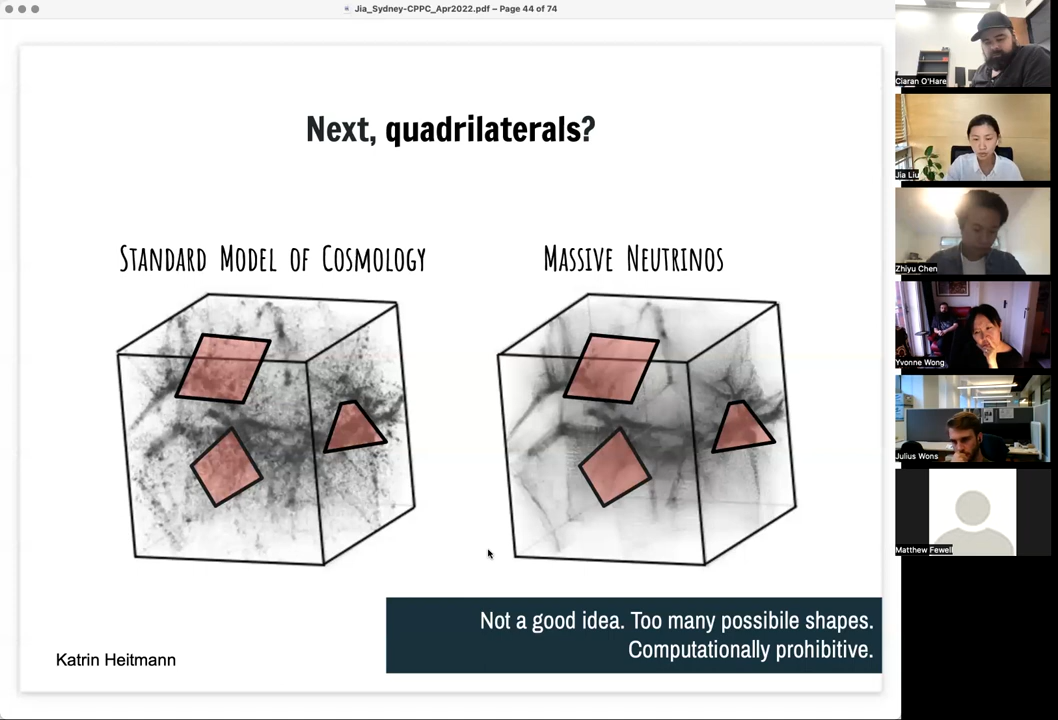 Jia_Sydney-CPPC_Apr2022.pdf – Page 44 of 74
Next, quadrilaterals?
Standard Model of Cosmology
Massive Neutrinos
Not a good idea. Too many possibile shapes.
Computationally prohibitive.
Katrin Heitmann
Ciaran O'Hare
Jia Liu
Zhiyu Chen
Yvonne Wong
Julius Wons
Matthew Fewell